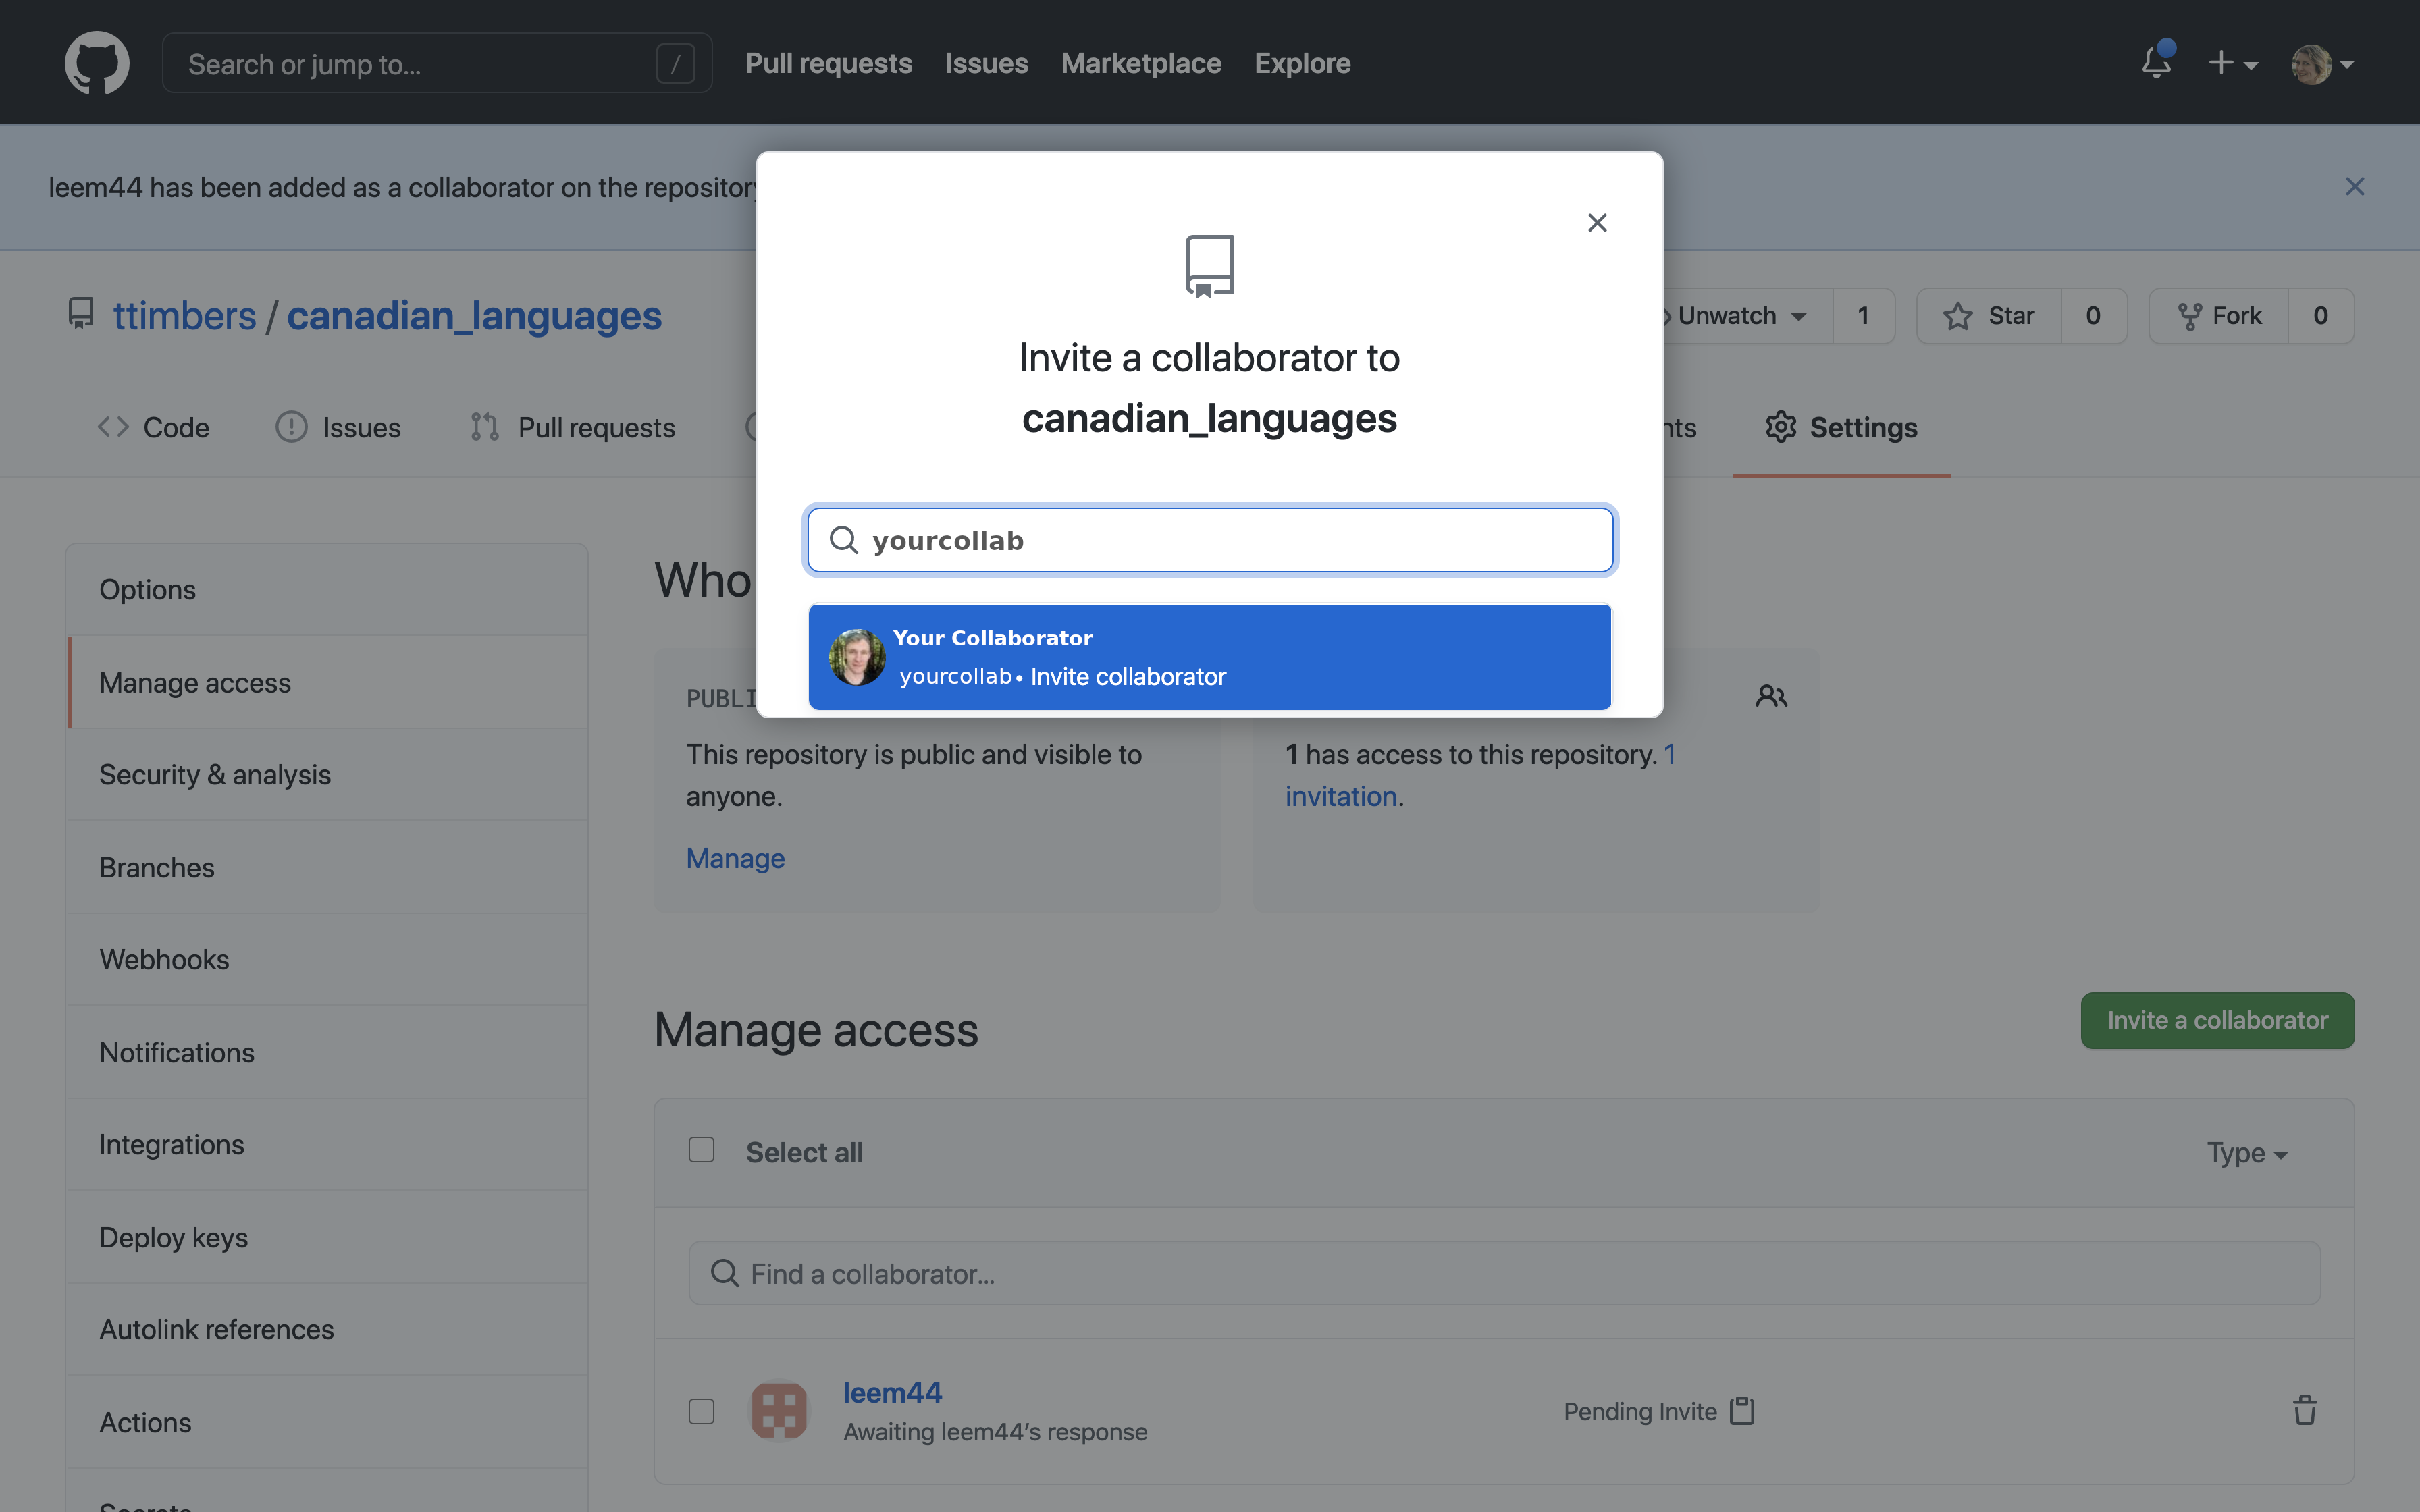 Search or jump to...
/
Pull requests
Issues
Marketplace
Explore
leem44 has been added as a collaborator on the repository
ttimbers / canadian_languages
Unwatch
1
Star
0
Fork
0
Code
Issues
Pull requests
Settings
Invite a collaborator to
canadian_languages
yourcollab
Your Collaborator
yourcollab • Invite collaborator
Options
Manage access
Security & analysis
Branches
Webhooks
Notifications
Integrations
Deploy keys
Autolink references
Actions
Secrets
Who
This repository is public and visible to
anyone.
Manage
1 has access to this repository. 1
invitation.
Manage access
Invite a collaborator
Select all
Type
Find a collaborator...
leem44
Awaiting leem44’s response
Pending Invite